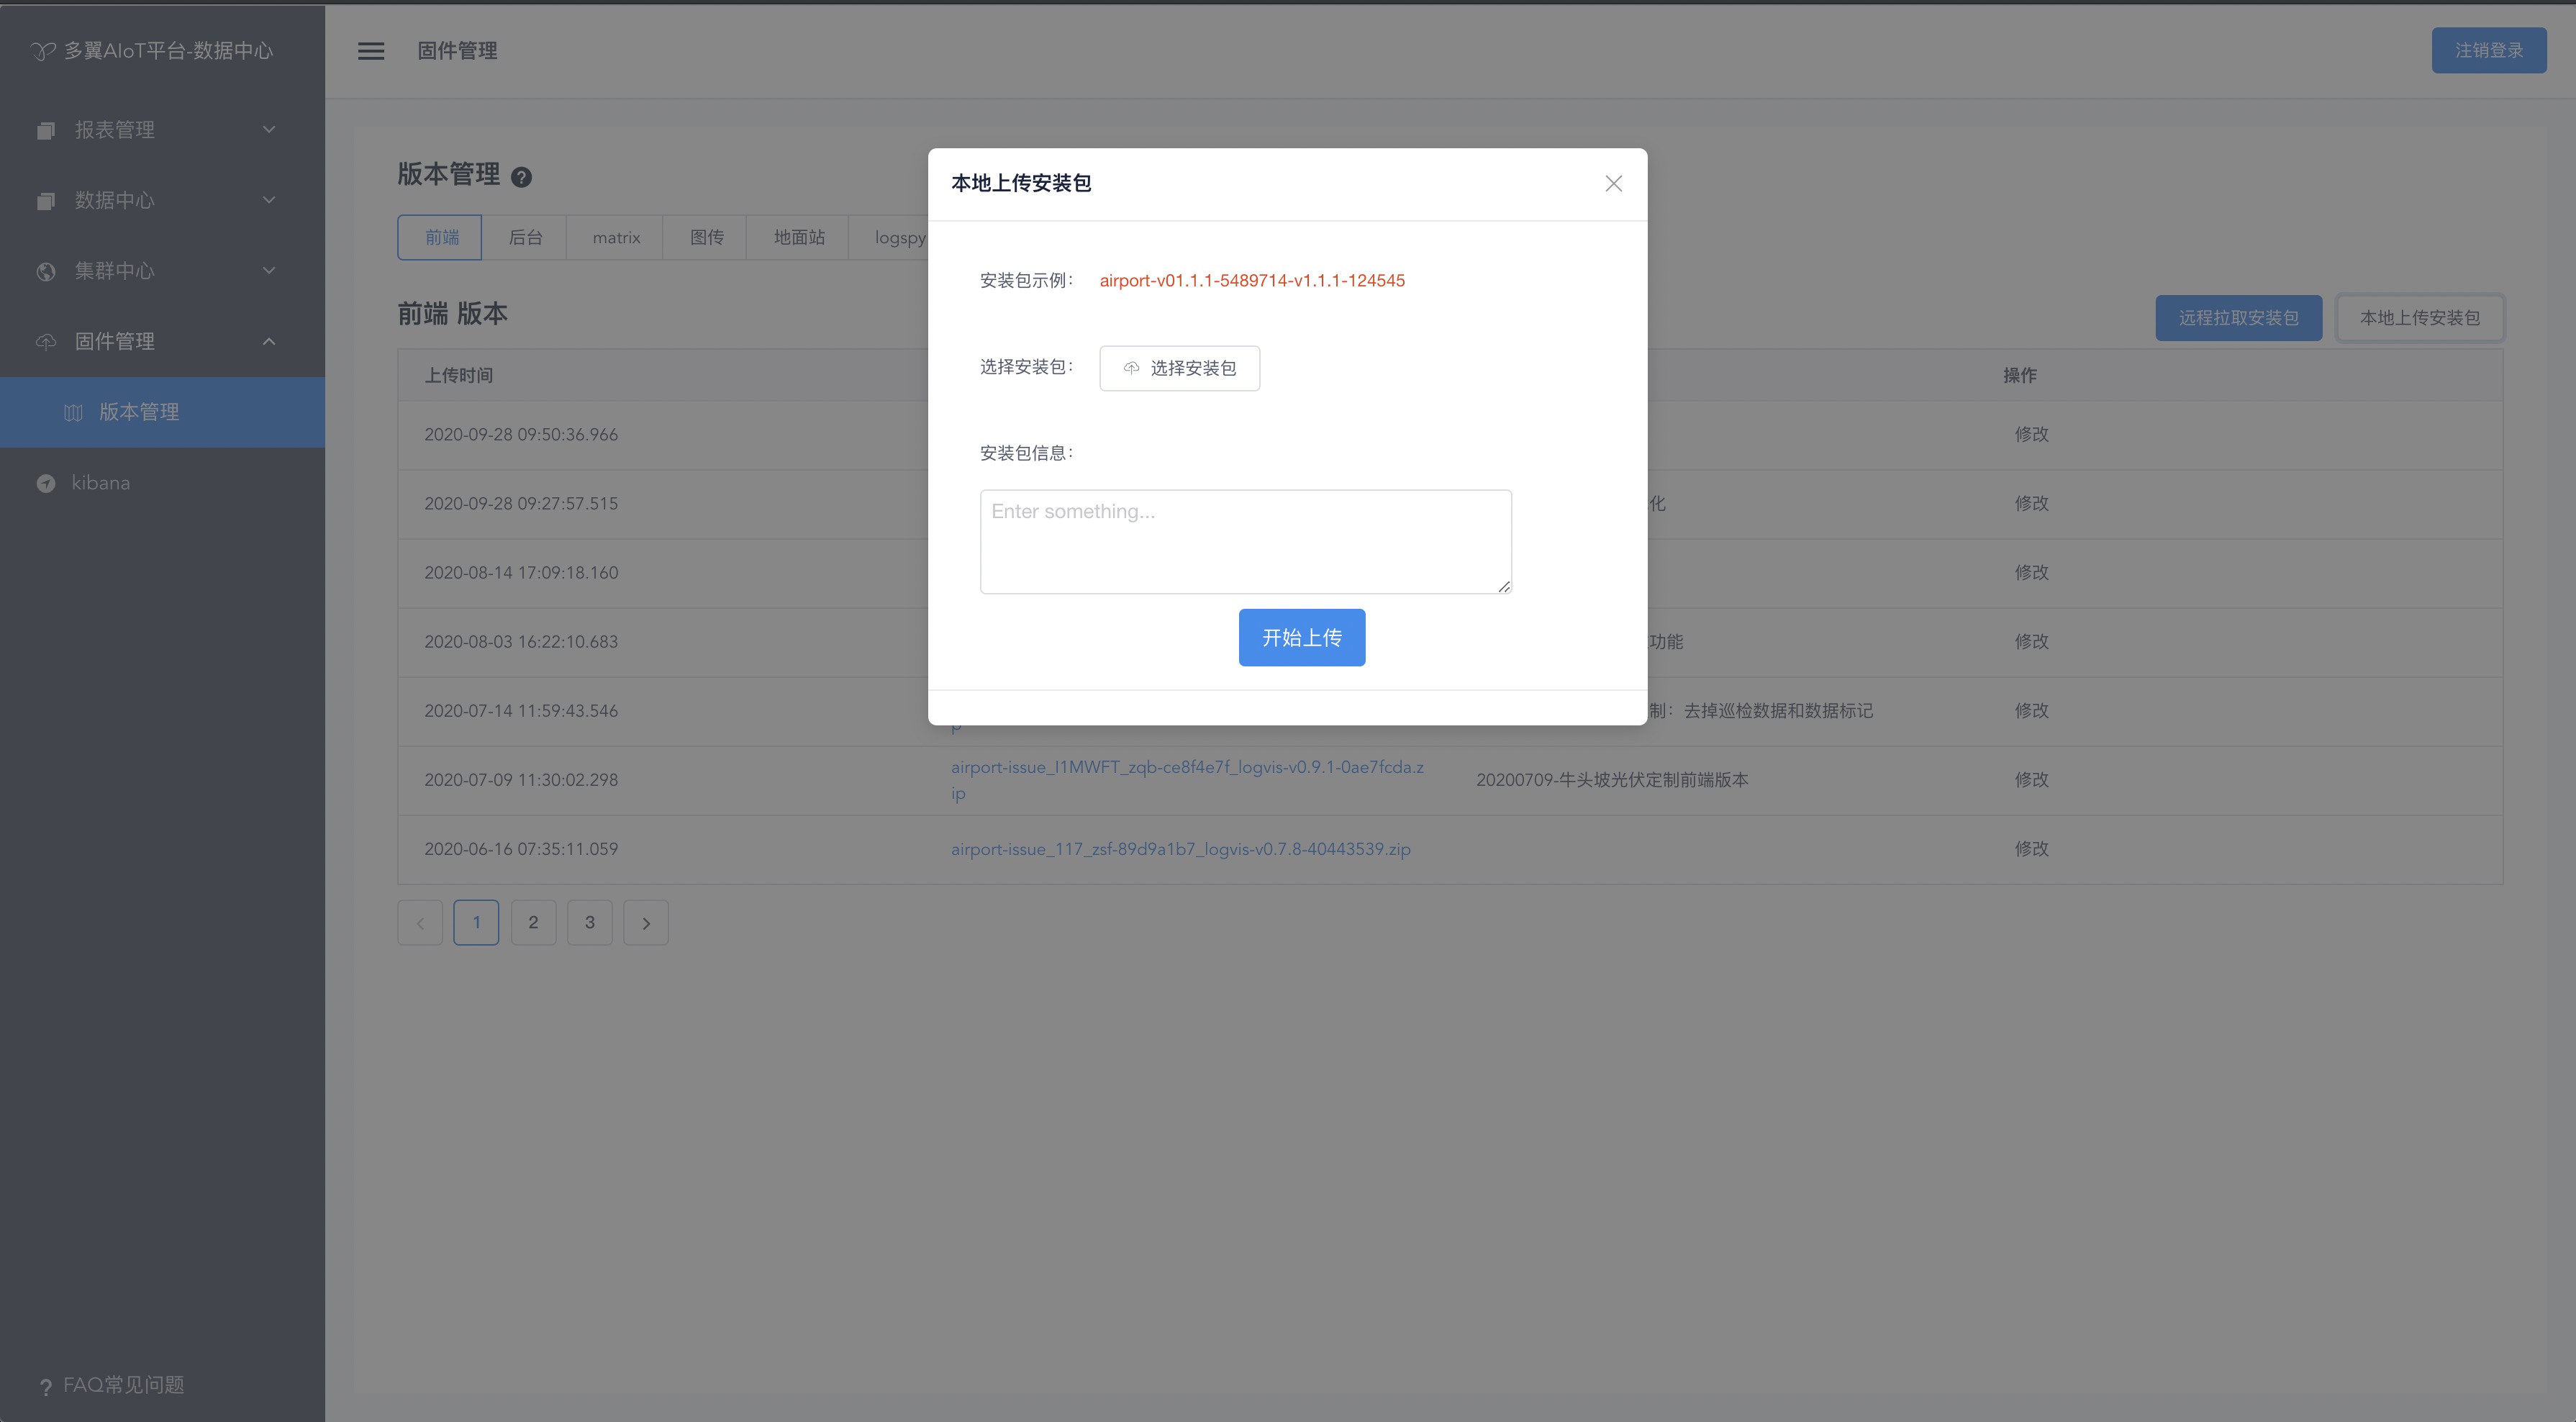 多翼AIoT平台-数据中心
报表管理
数据中心
集群中心
固件管理
版本管理
kibana
? FAQ常见问题
固件管理
注销登录
版本管理 ?
前端 后台 matrix 图传 地面站 logspy
前端 版本
远程拉取安装包 本地上传安装包
上传时间 操作
2020-09-28 09:50:36.966 修改
2020-09-28 09:27:57.515 化 修改
2020-08-14 17:09:18.160 修改
2020-08-03 16:22:10.683 功能 修改
2020-07-14 11:59:43.546 p 制：去掉巡检数据和数据标记 修改
2020-07-09 11:30:02.298 airport-issue_I1MWFT_zqb-ce8f4e7f_logvis-v0.9.1-0ae7fcda.z
ip 20200709-牛头坡光伏定制前端版本 修改
2020-06-16 07:35:11.059 airport-issue_117_zsf-89d9a1b7_logvis-v0.7.8-40443539.zip 修改
1 2 3
本地上传安装包
安装包示例： airport-v01.1.1-5489714-v1.1.1-124545
选择安装包： 选择安装包
安装包信息：
Enter something...
开始上传